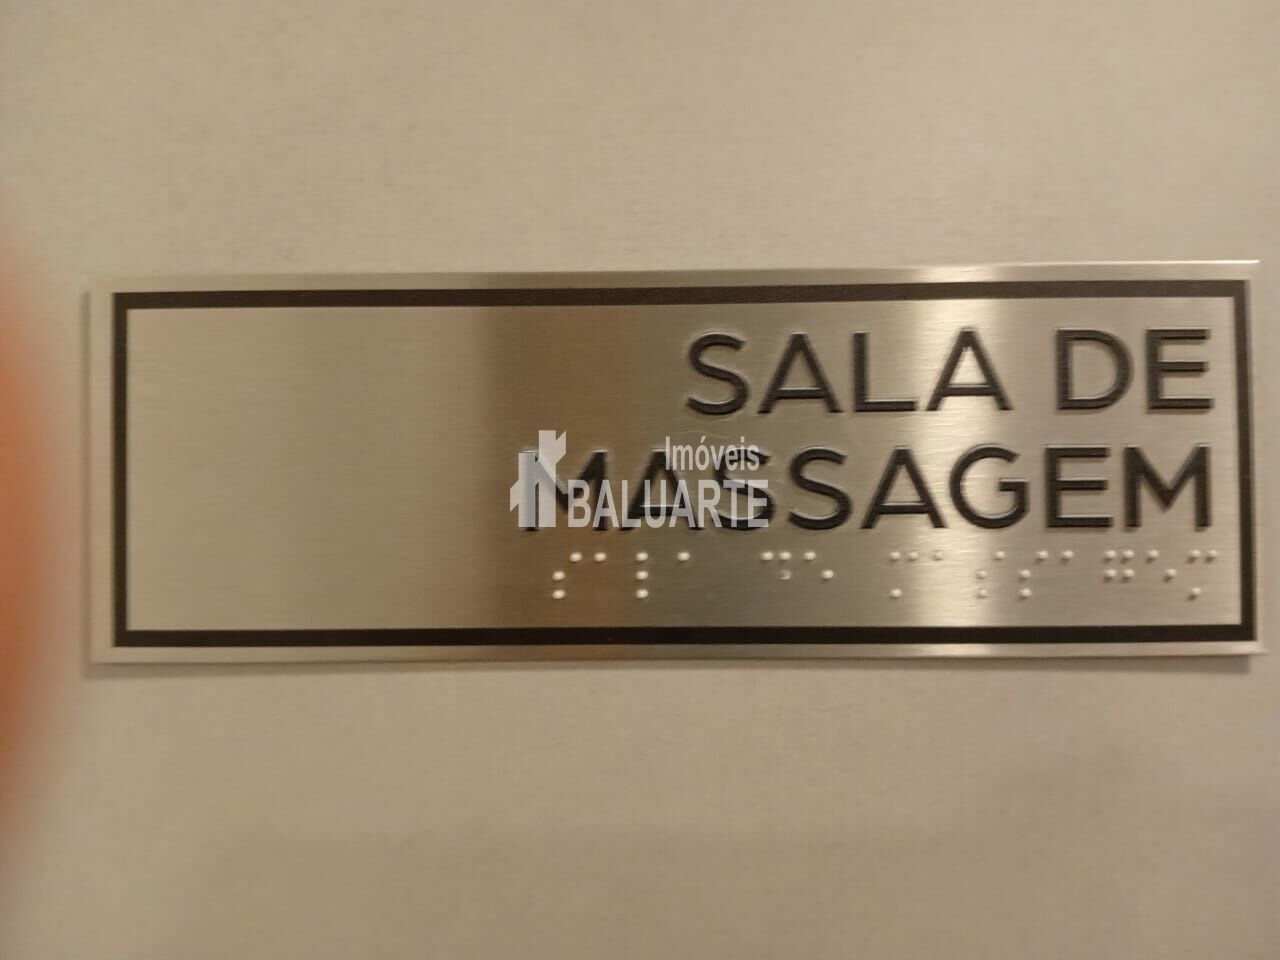 SALA DE
MASSAGEM
Imóveis
BALUARTE